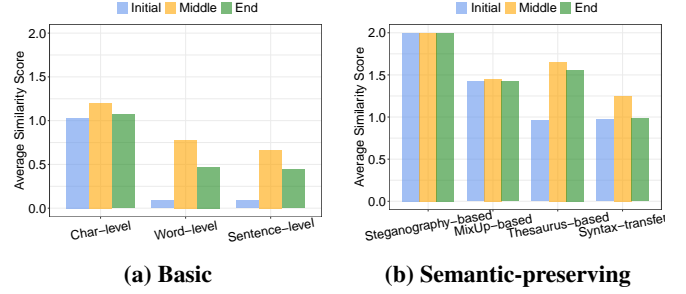 Initial Middle End
Average Similarity Score
2.0
1.5
1.0
0.5
0.0
Char-level
Word-level
Sentence-level
(a) Basic
Initial Middle End
Average Similarity Score
2.0
1.5
1.0
0.5
0.0
Steganography-based
MixUp-based
Thesaurus-based
Syntax-transfer
(b) Semantic-preserving